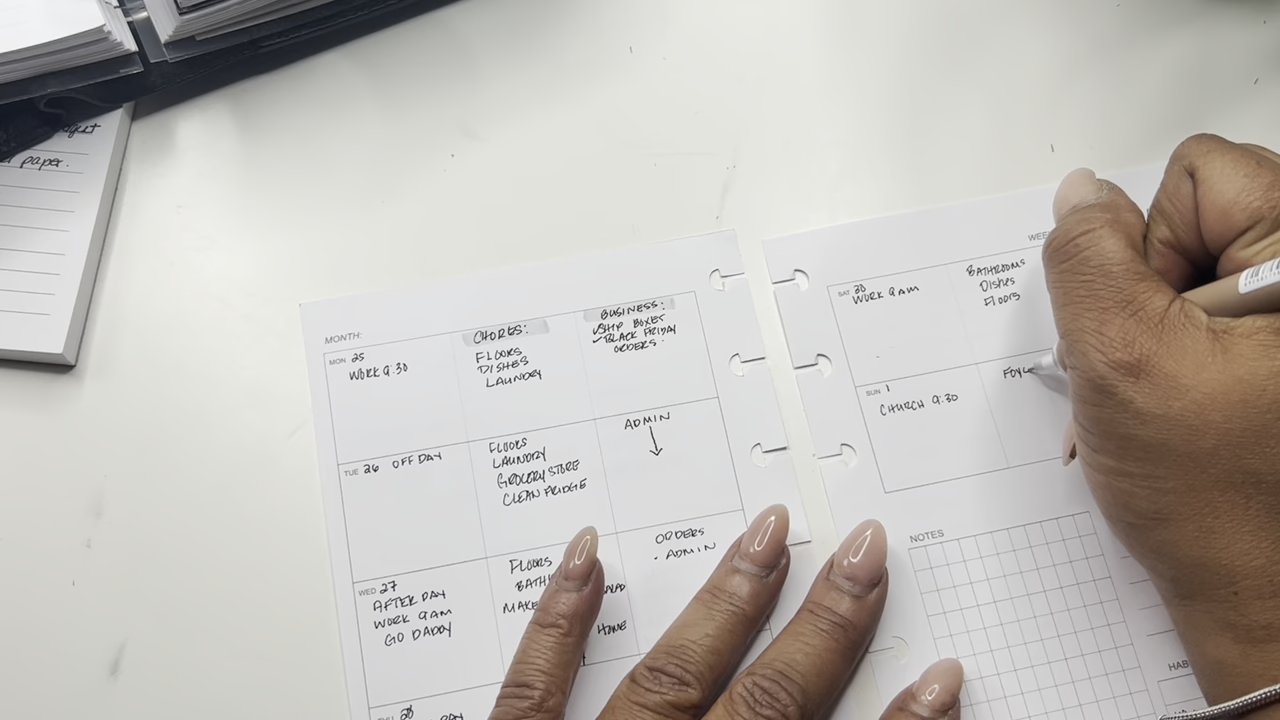 paper.
MONTH:
MON 25
WORK 9.30
CHORES:
FLOORS
DISHES
LAUNDRY
BUSINESS:
SHIP BOXES
BLACK FRIDAY
ORDERS.
TUE 26 OFF DAY
FLOORS
LAUNDRY
GROCERY STORE
CLEAN FRIDGE
ADMIN
WED 27
AFTER DAY
WORK 9AM
GO DADDY
FLOORS
MAKE
HOME
ORDERS
· ADMIN
28
SAT 30
WORK 9AM
BATHROOMS
DISHES
FLOORS
SUN 1
CHURCH 9:30
NOTES